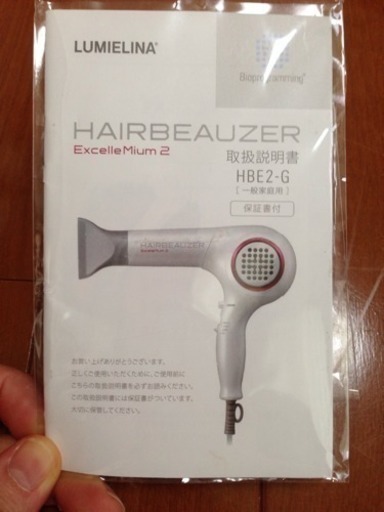 LUMIELINA®
Bioprogramming®
HAIRBEAUZER
ExcelleMium 2
取扱説明書
HBE2-G
[一般家庭用]
保証書付
HAIRBEAUZER
ExcelleMium 2
お買い上げありがとうございます。
正しくご使用いただくために、ご使用前に
こちらの取扱説明書を必ずお読みください。
この取扱説明書には保証書がついています。
大切に保管してください。